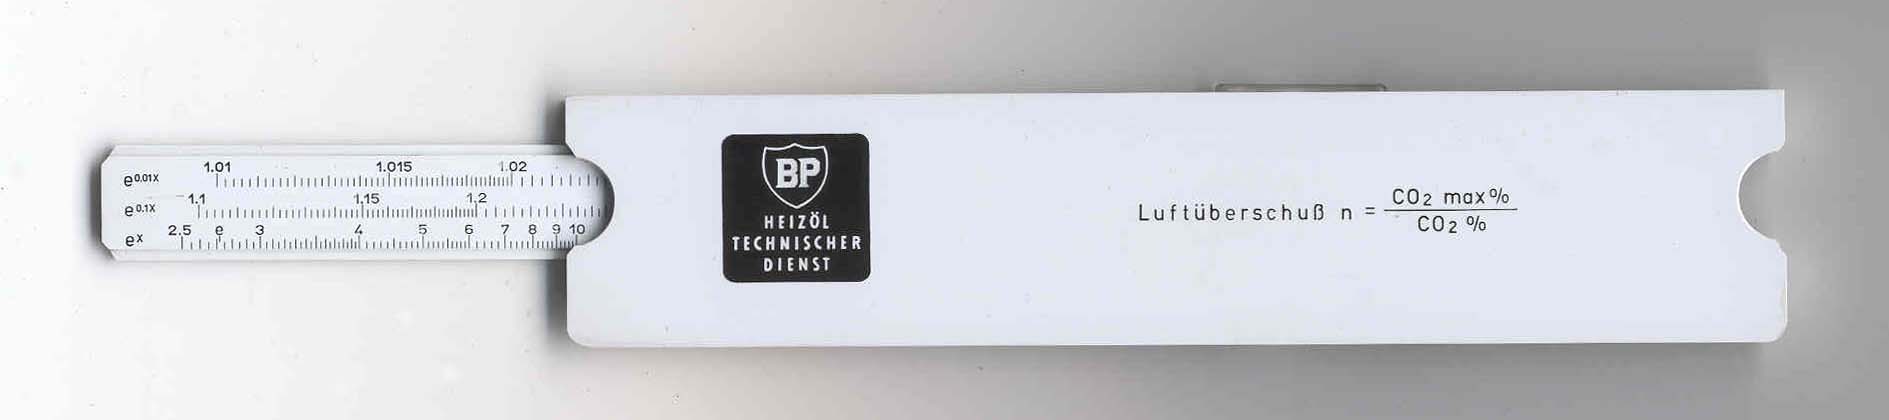 1.01 1.015 1.02
e0.01x
1.1 1,15 1,2
e0.1x
2.5 e 3 4 5 6 7 8 9 10
ex
BP
HEIZÖL
TECHNISCHER
DIENST
Luftüberschuß n = CO2 max%
CO2 %